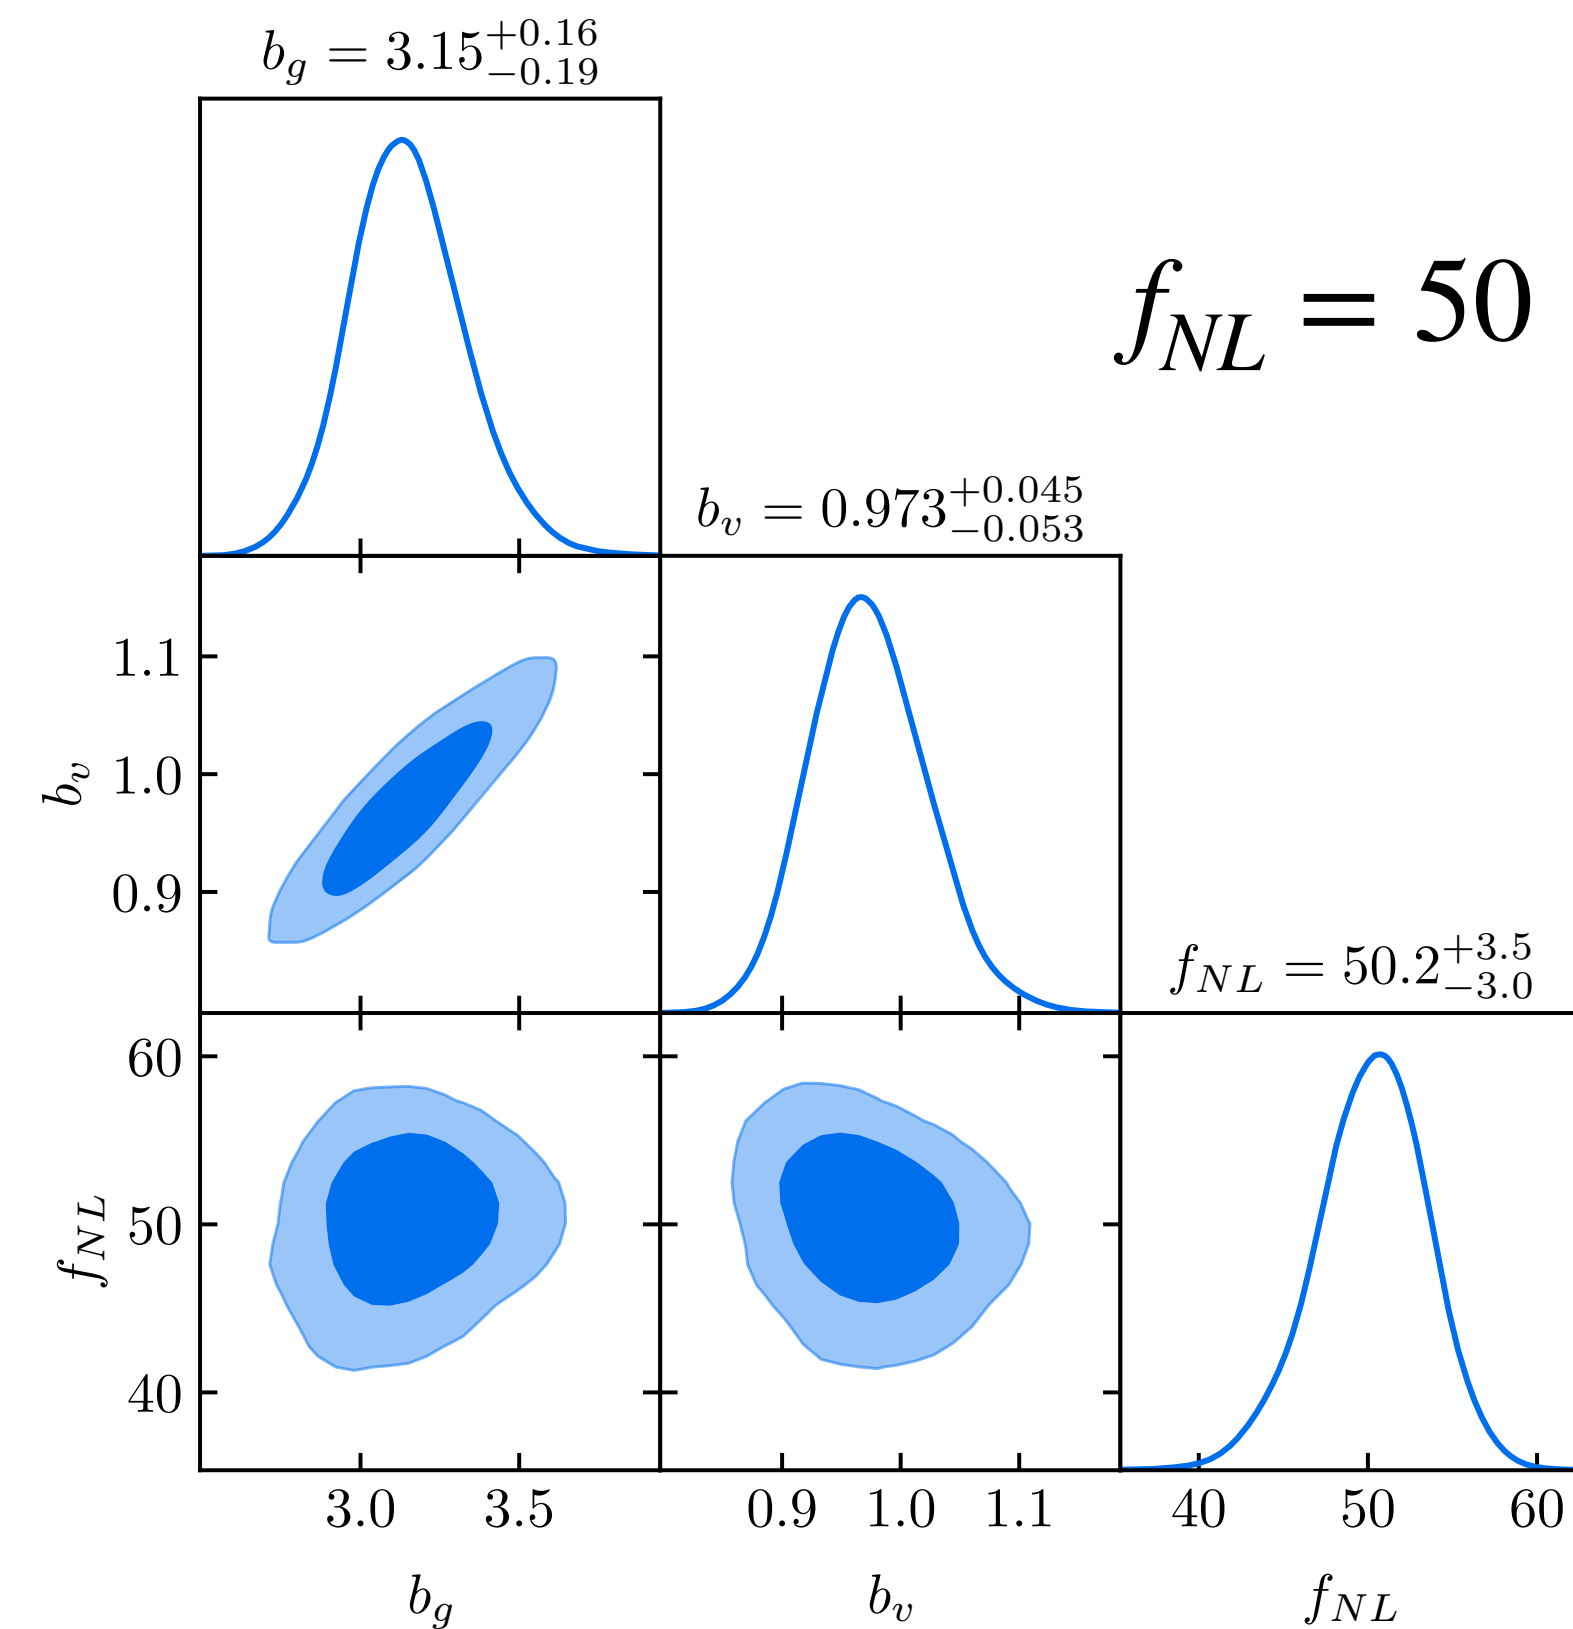 b_g = 3.15^{+0.16}_{-0.19}
f_{NL} = 50
b_v = 0.973^{+0.045}_{-0.053}
1.1
1.0
0.9
b_v
f_{NL} = 50.2^{+3.5}_{-3.0}
60
50
40
f_{NL}
3.0 3.5 0.9 1.0 1.1 40 50 60
b_g b_v f_{NL}